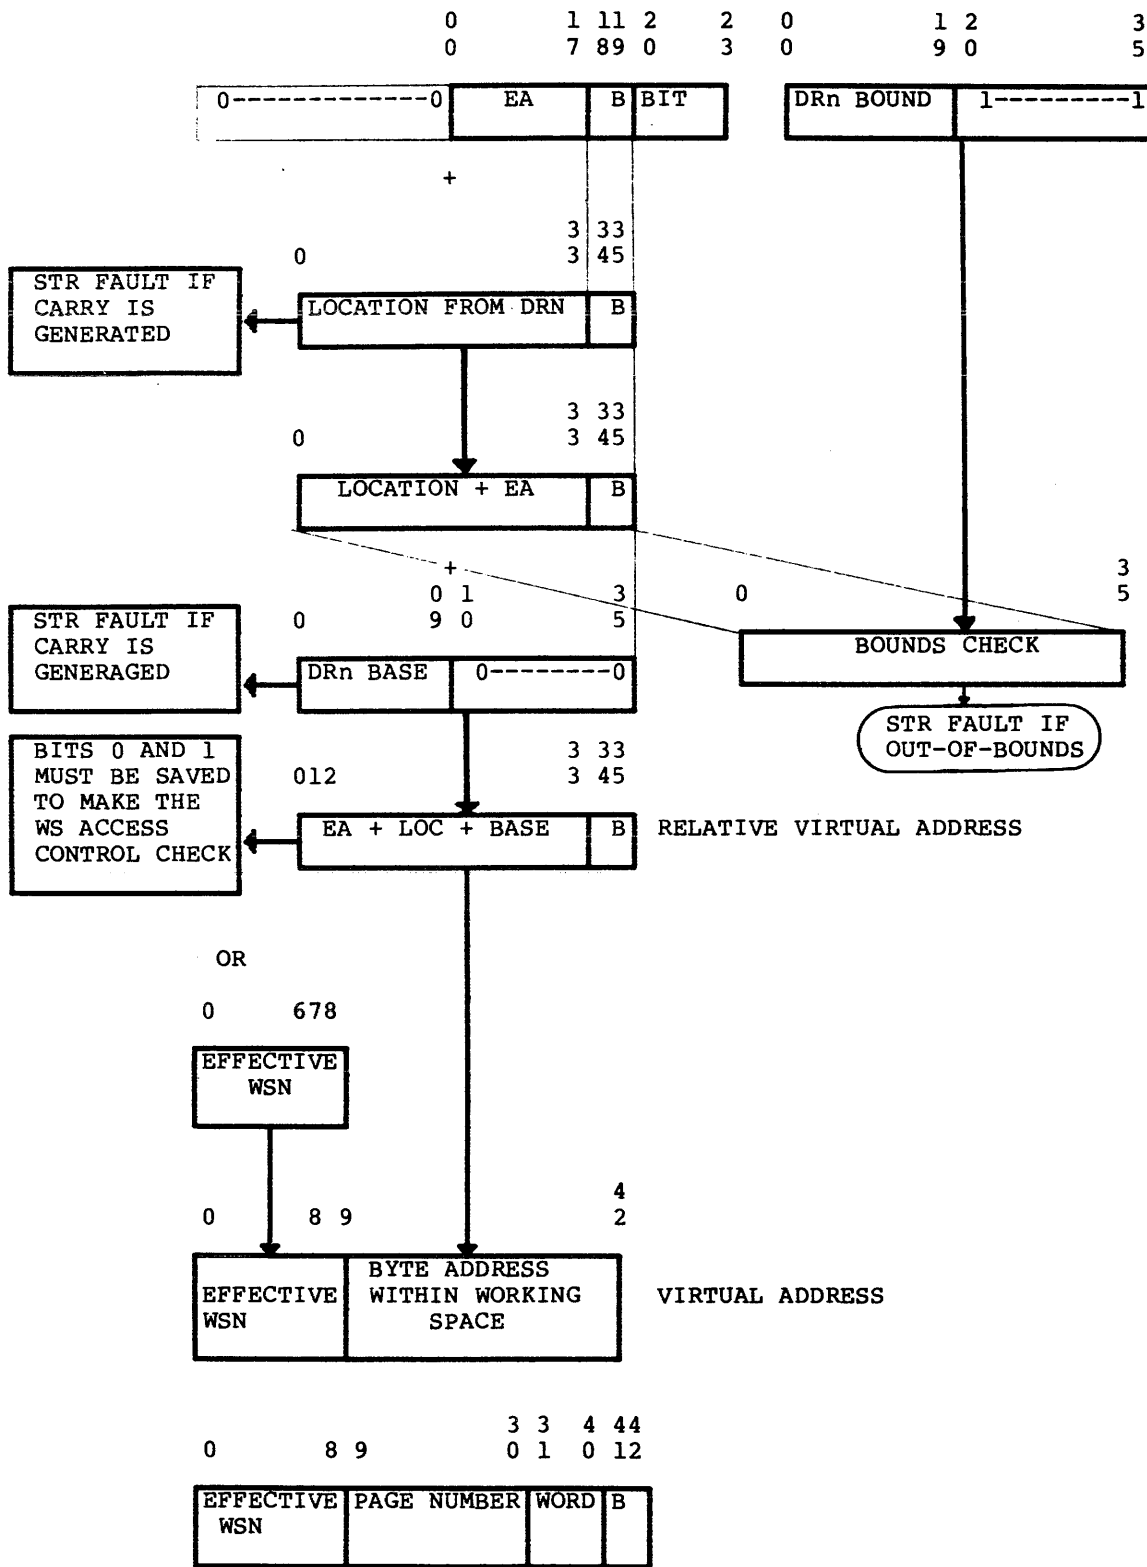 0 1 11 2 2 0 1 2 3
0 7 89 0 3 0 9 0 5
0-------------0 EA B BIT DRn BOUND 1---------1
+
3 33
0 3 45
STR FAULT IF
CARRY IS
GENERATED
LOCATION FROM DRN B
3 33
0 3 45
LOCATION + EA B
+
0 1 3
0 9 0 5
3
0 5
STR FAULT IF
CARRY IS
GENERAGED
DRn BASE 0--------0
BOUNDS CHECK
STR FAULT IF
OUT-OF-BOUNDS
BITS 0 AND 1
MUST BE SAVED
TO MAKE THE
WS ACCESS
CONTROL CHECK
3 33
012 3 45
EA + LOC + BASE B RELATIVE VIRTUAL ADDRESS
OR
0 678
EFFECTIVE
WSN
4
0 8 9 2
EFFECTIVE
WSN
BYTE ADDRESS
WITHIN WORKING
SPACE
VIRTUAL ADDRESS
3 3 4 44
0 8 9 0 1 0 12
EFFECTIVE
WSN
PAGE NUMBER WORD B